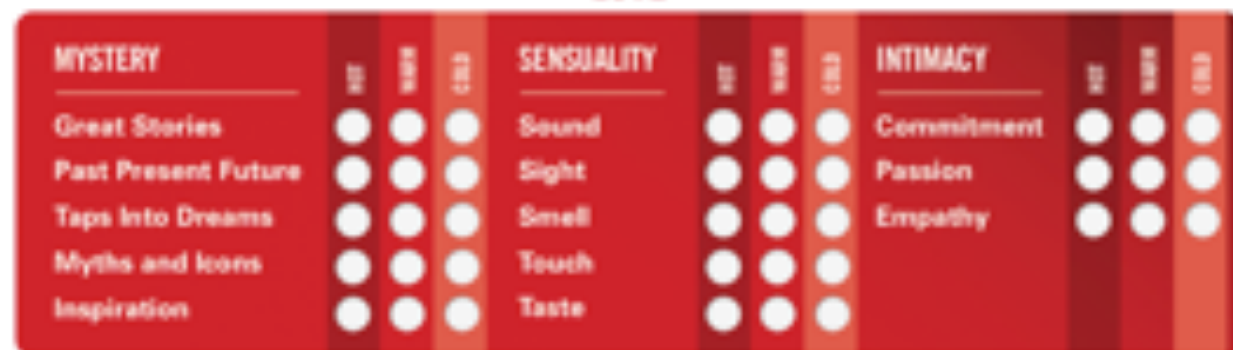 MYSTERY HOT WARM COLD
Great Stories
Past Present Future
Taps Into Dreams
Myths and Icons
Inspiration
SENSUALITY HOT WARM COLD
Sound
Sight
Smell
Touch
Taste
INTIMACY HOT WARM COLD
Commitment
Passion
Empathy